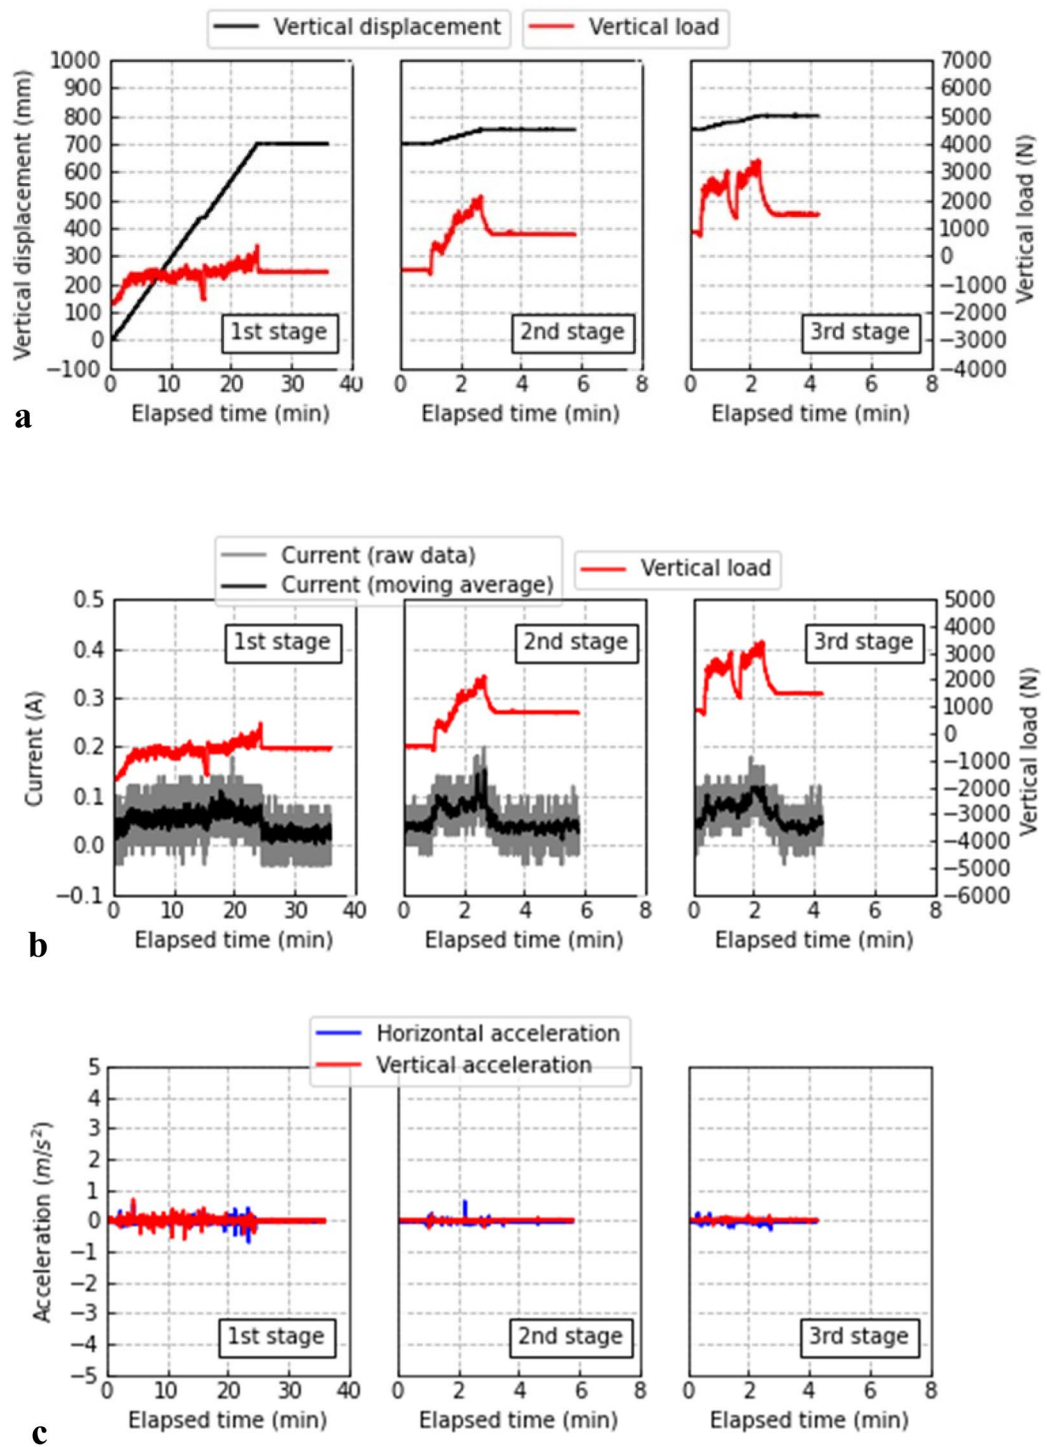 Vertical displacement Vertical load
1000
900
800
700
600
500
400
300
200
100
0
−100
Vertical displacement (mm)
1st stage 2nd stage 3rd stage
7000
6000
5000
4000
3000
2000
1000
0
−1000
−2000
−3000
−4000
Vertical load (N)
0 10 20 30 40 0 2 4 6 8 0 2 4 6 8
Elapsed time (min) Elapsed time (min) Elapsed time (min)
a
Current (raw data)
Current (moving average)
Vertical load
0.5
0.4
0.3
0.2
0.1
0.0
−0.1
Current (A)
1st stage 2nd stage 3rd stage
5000
4000
3000
2000
1000
0
−1000
−2000
−3000
−4000
−5000
−6000
Vertical load (N)
0 10 20 30 40 0 2 4 6 8 0 2 4 6 8
Elapsed time (min) Elapsed time (min) Elapsed time (min)
b
Horizontal acceleration
Vertical acceleration
5
4
3
2
1
0
−1
−2
−3
−4
−5
Acceleration (m/s²)
1st stage 2nd stage 3rd stage
0 10 20 30 40 0 2 4 6 8 0 2 4 6 8
Elapsed time (min) Elapsed time (min) Elapsed time (min)
c